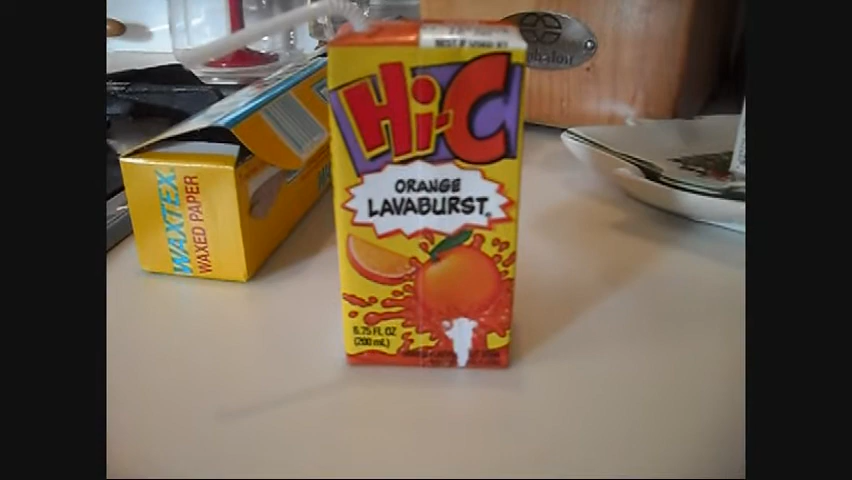 Hi-C
ORANGE
LAVABURST
6.75 FL OZ
(200 mL)
WAXTEX
WAXED PAPER